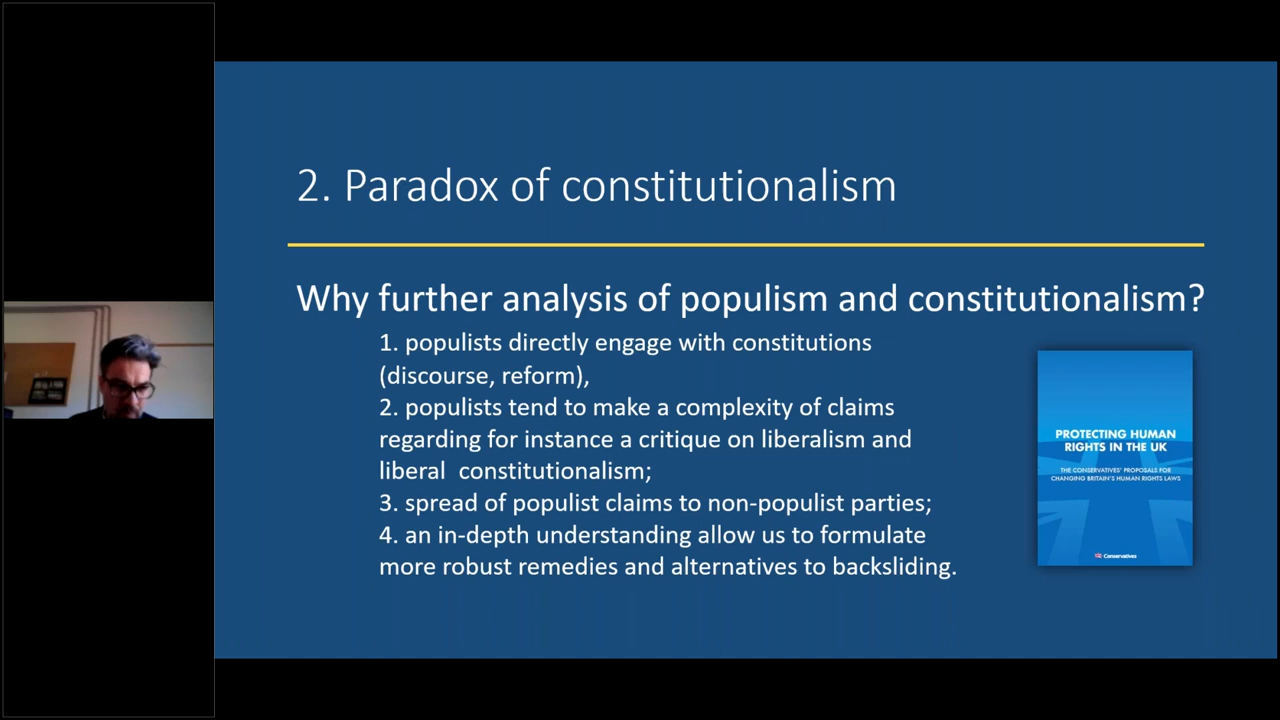 2. Paradox of constitutionalism
Why further analysis of populism and constitutionalism?
1. populists directly engage with constitutions
(discourse, reform),
2. populists tend to make a complexity of claims
regarding for instance a critique on liberalism and
liberal constitutionalism;
3. spread of populist claims to non-populist parties;
4. an in-depth understanding allow us to formulate
more robust remedies and alternatives to backsliding.
PROTECTING HUMAN
RIGHTS IN THE UK
THE CONSERVATIVES' PROPOSALS FOR
CHANGING BRITAIN'S HUMAN RIGHTS LAWS
Conservatives